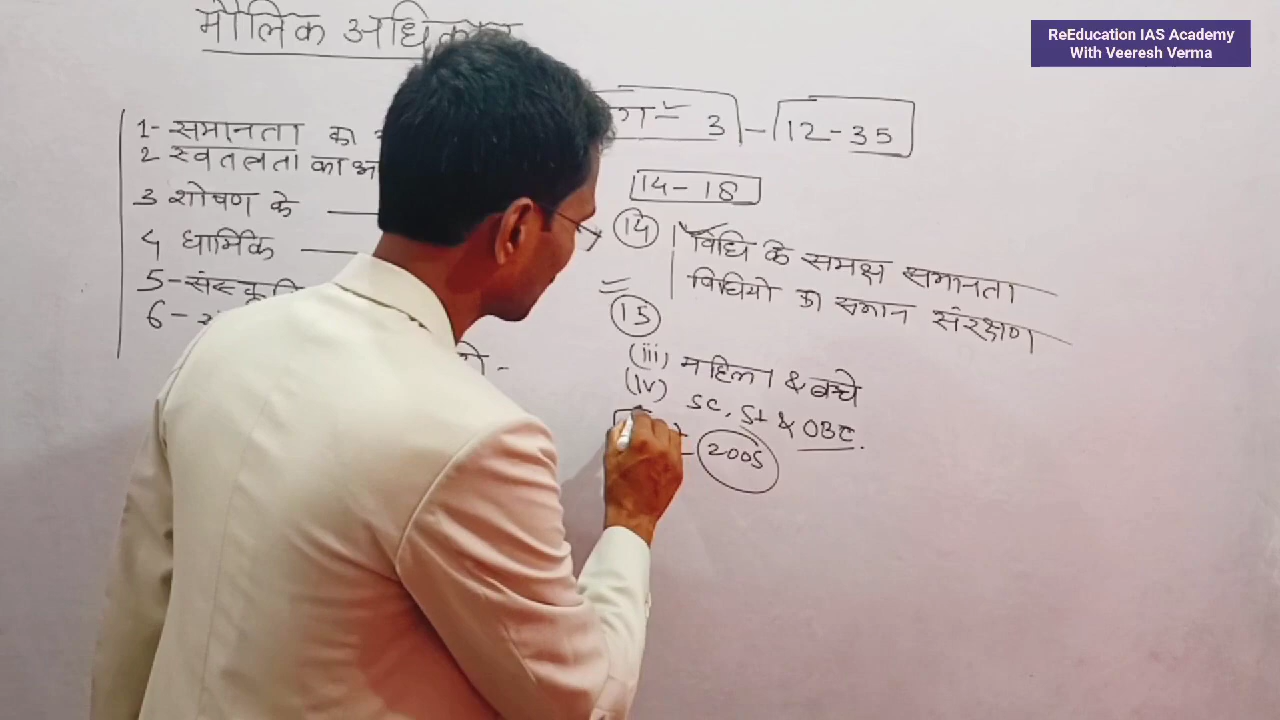 मौलिक अधिकार
ReEducation IAS Academy
With Veeresh Verma
3 - 12-35
1- समानता का
2 स्वतंत्रता का अ
3 शोषण के
4 धार्मिक
5- संस्कृति
6-
14-18
14 विधि के समक्ष समानता
विधियो का समान संरक्षण
15
(iii) महिला & बच्चे
(iv) SC, St & OBC.
2005